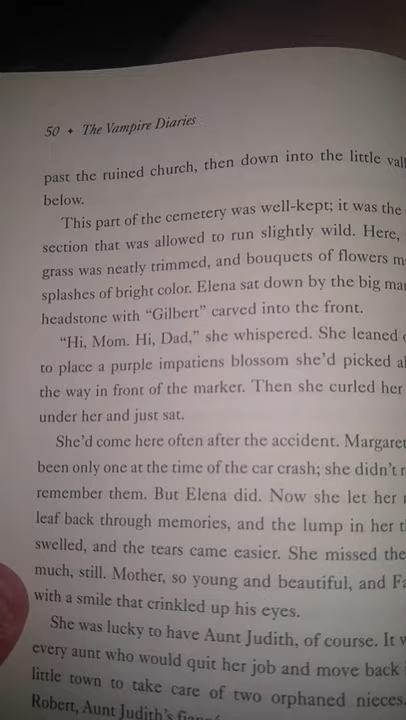 50 • The Vampire Diaries
past the ruined church, then down into the little
below.
This part of the cemetery was well-kept; it was the
section that was allowed to run slightly wild. Here,
grass was neatly trimmed, and bouquets of flowers
splashes of bright color. Elena sat down by the big
headstone with “Gilbert” carved into the front.
“Hi, Mom. Hi, Dad,” she whispered. She leaned
to place a purple impatiens blossom she’d picked
the way in front of the marker. Then she curled her
under her and just sat.
She’d come here often after the accident. Margaret
been only one at the time of the car crash; she didn’t
remember them. But Elena did. Now she let her
leaf back through memories, and the lump in her
swelled, and the tears came easier. She missed
much, still. Mother, so young and beautiful, and
with a smile that crinkled up his eyes.
She was lucky to have Aunt Judith, of course. It
every aunt who would quit her job and move back
little town to take care of two orphaned nieces.
Robert, Aunt Judith’s